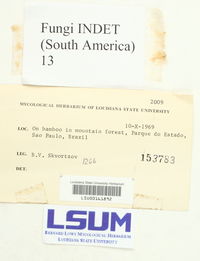 Fungi INDET
(South America)
13
2009
MYCOLOGICAL HERBARIUM OF LOUISIANA STATE UNIVERSITY
10-X-1969
LOC. On bamboo in mountain forest, Parque do Estado,
Sao Paulo, Brazil
LEG. B.V. Skvortzov
1266
153783
DET.
Louisiana State University Herbarium
LSUM
BERNARD LOWY MYCOLOGICAL HERBARIUM
LOUISIANA STATE UNIVERSITY